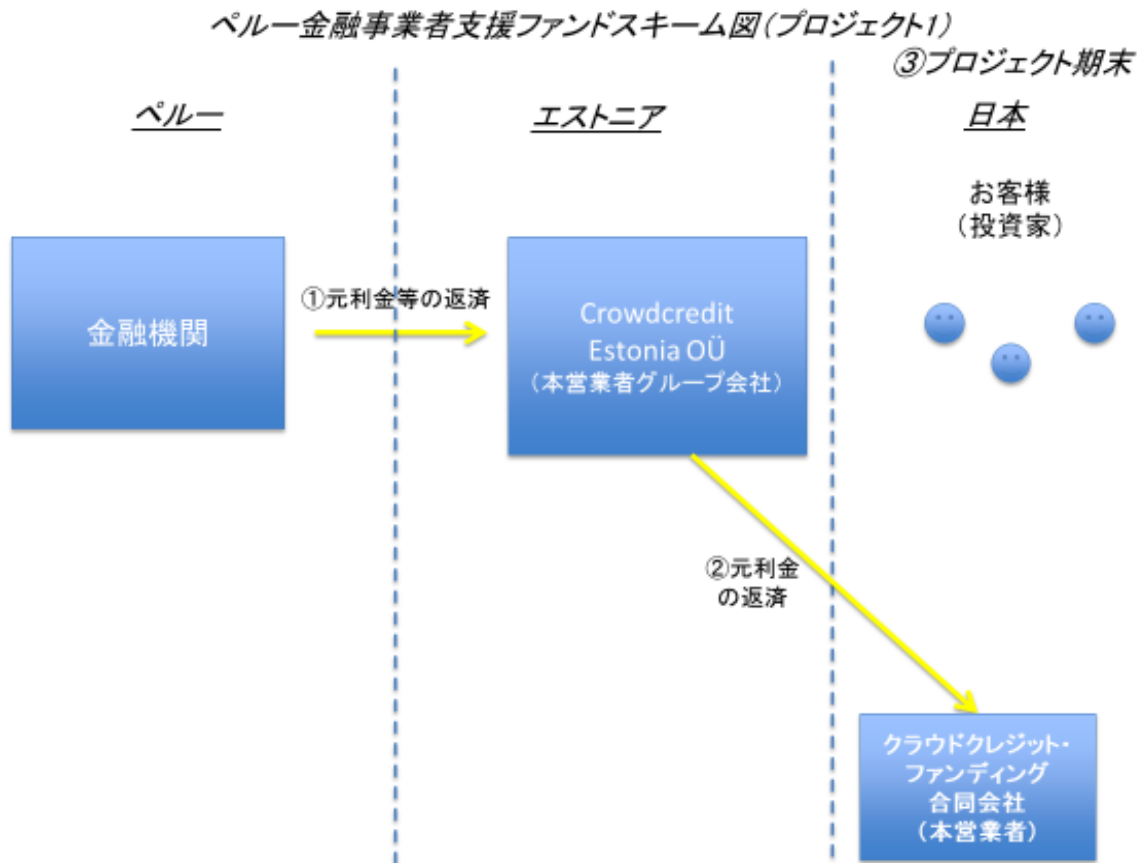 ペルー金融事業者支援ファンドスキーム図(プロジェクト1)
③プロジェクト期末
ペルー
エストニア
日本
お客様
(投資家)
金融機関
①元利金等の返済
Crowdcredit
Estonia OÜ
(本営業者グループ会社)
②元利金
の返済
クラウドクレジット・
ファンディング
合同会社
(本営業者)